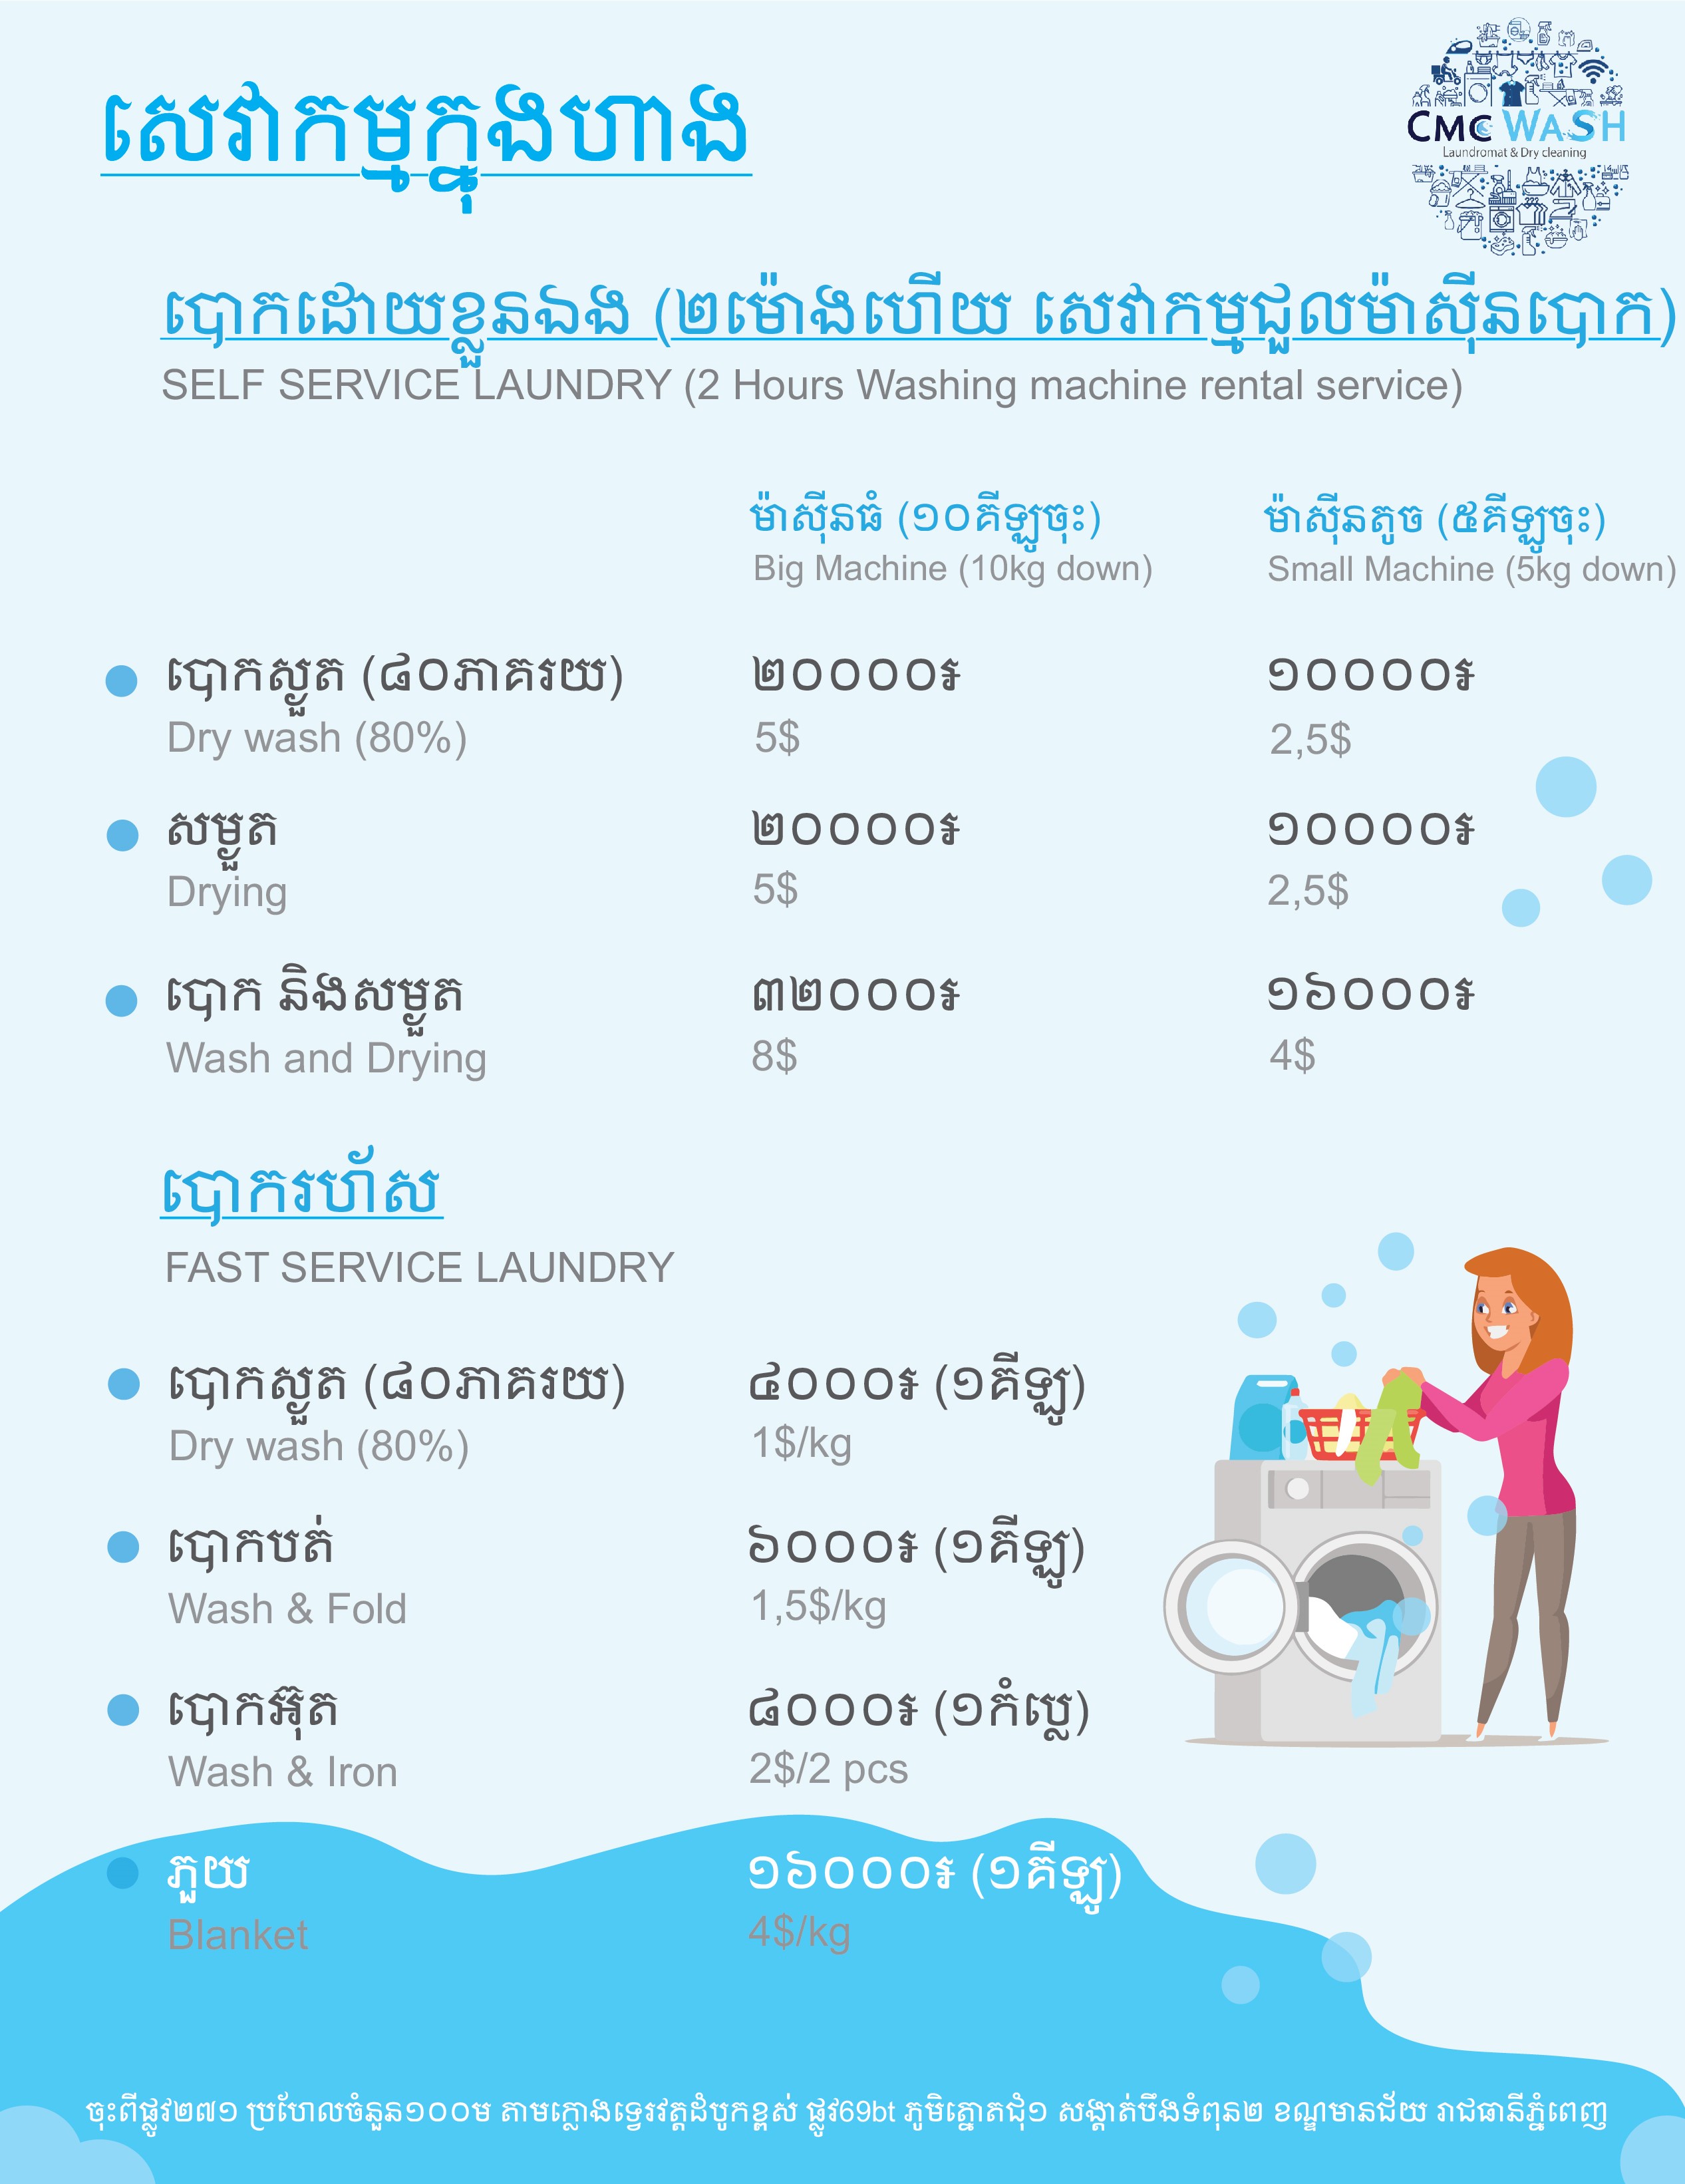 CMC WASH
Laundromat & Dry cleaning
សេវាកម្មក្នុងហាង
បោកដោយខ្លួនឯង (២ម៉ោងហើយ សេវាកម្មជួលម៉ាស៊ីនបោក)
SELF SERVICE LAUNDRY (2 Hours Washing machine rental service)
ម៉ាស៊ីនធំ (១០គីឡូចុះ) ម៉ាស៊ីនតូច (៥គីឡូចុះ)
Big Machine (10kg down) Small Machine (5kg down)
បោកស្ងួត (៨០ភាគរយ) ២០០០០៛ ១០០០០៛
Dry wash (80%) 5$ 2,5$
សម្ងួត ២០០០០៛ ១០០០០៛
Drying 5$ 2,5$
បោក និងសម្ងួត ៣២០០០៛ ១៦០០០៛
Wash and Drying 8$ 4$
បោករហ័ស
FAST SERVICE LAUNDRY
បោកស្ងួត (៨០ភាគរយ) ៤០០០៛ (១គីឡូ)
Dry wash (80%) 1$/kg
បោកបត់ ៦០០០៛ (១គីឡូ)
Wash & Fold 1,5$/kg
បោកអ៊ុត ៨០០០៛ (១កំប្លេ)
Wash & Iron 2$/2 pcs
ភួយ ១៦០០០៛ (១គីឡូ)
Blanket 4$/kg
ចុះពីផ្លូវ២៧១ ប្រហែលចំនួន១០០ម តាមក្លោងទ្វេរវត្តដំបូកខ្ពស់ ផ្លូវ69bt ភូមិត្នោតជុំ១ សង្កាត់បឹងទំពុន២ ខណ្ឌមានជ័យ រាជធានីភ្នំពេញ